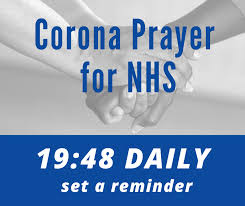 Corona Prayer
for NHS
19:48 DAILY
set a reminder